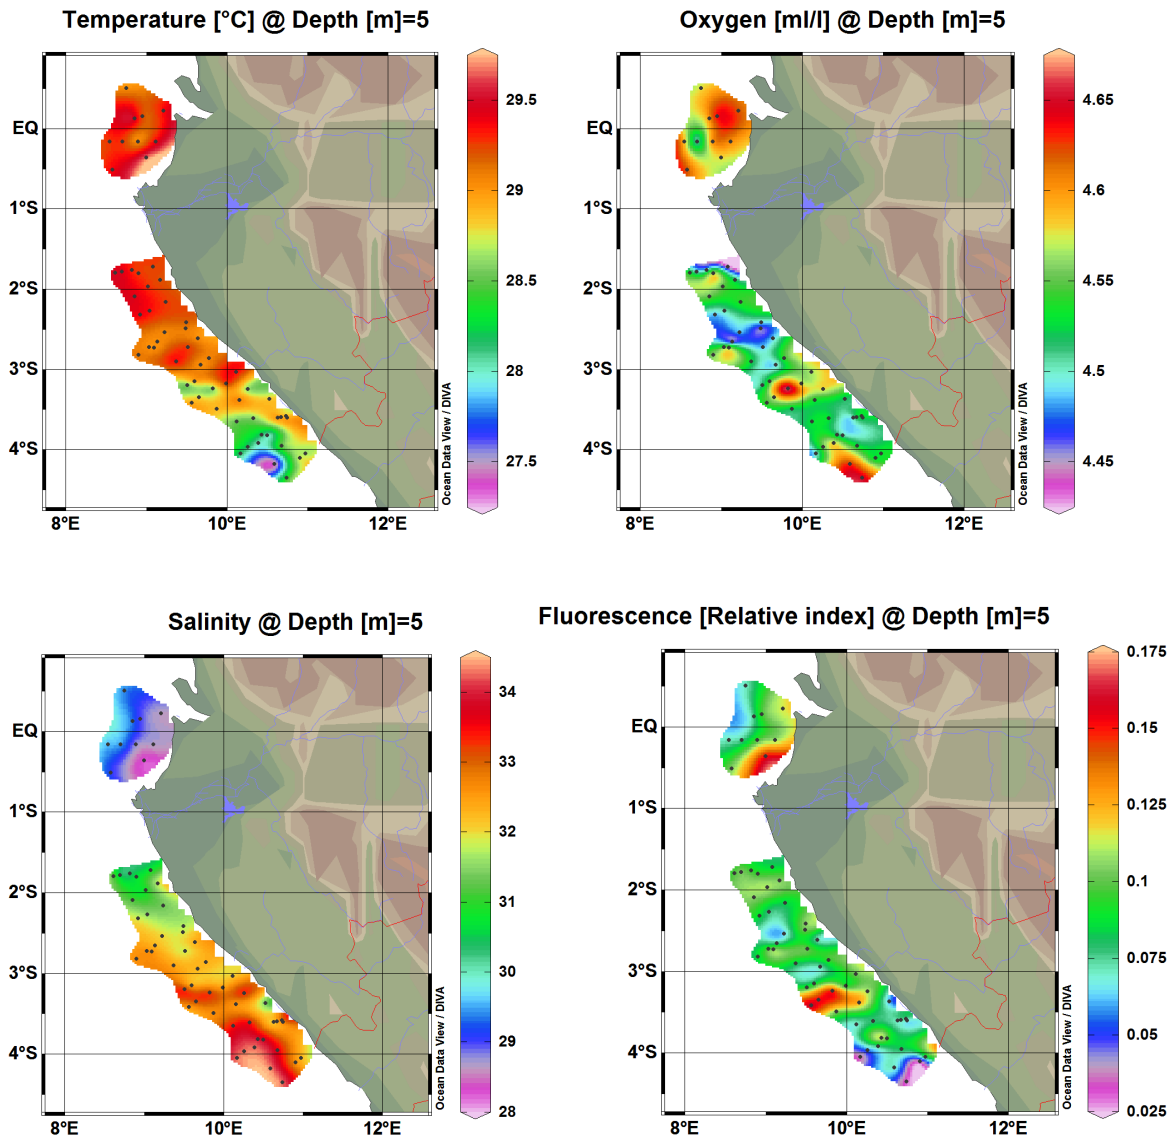 Temperature [°C] @ Depth [m]=5
EQ
1°S
2°S
3°S
4°S
8°E
10°E
12°E
29.5
29
28.5
28
27.5
Ocean Data View / DIVA
Oxygen [ml/l] @ Depth [m]=5
EQ
1°S
2°S
3°S
4°S
8°E
10°E
12°E
4.65
4.6
4.55
4.5
4.45
Ocean Data View / DIVA
Salinity @ Depth [m]=5
EQ
1°S
2°S
3°S
4°S
8°E
10°E
12°E
34
33
32
31
30
29
28
Ocean Data View / DIVA
Fluorescence [Relative index] @ Depth [m]=5
EQ
1°S
2°S
3°S
4°S
8°E
10°E
12°E
0.175
0.15
0.125
0.1
0.075
0.05
0.025
Ocean Data View / DIVA